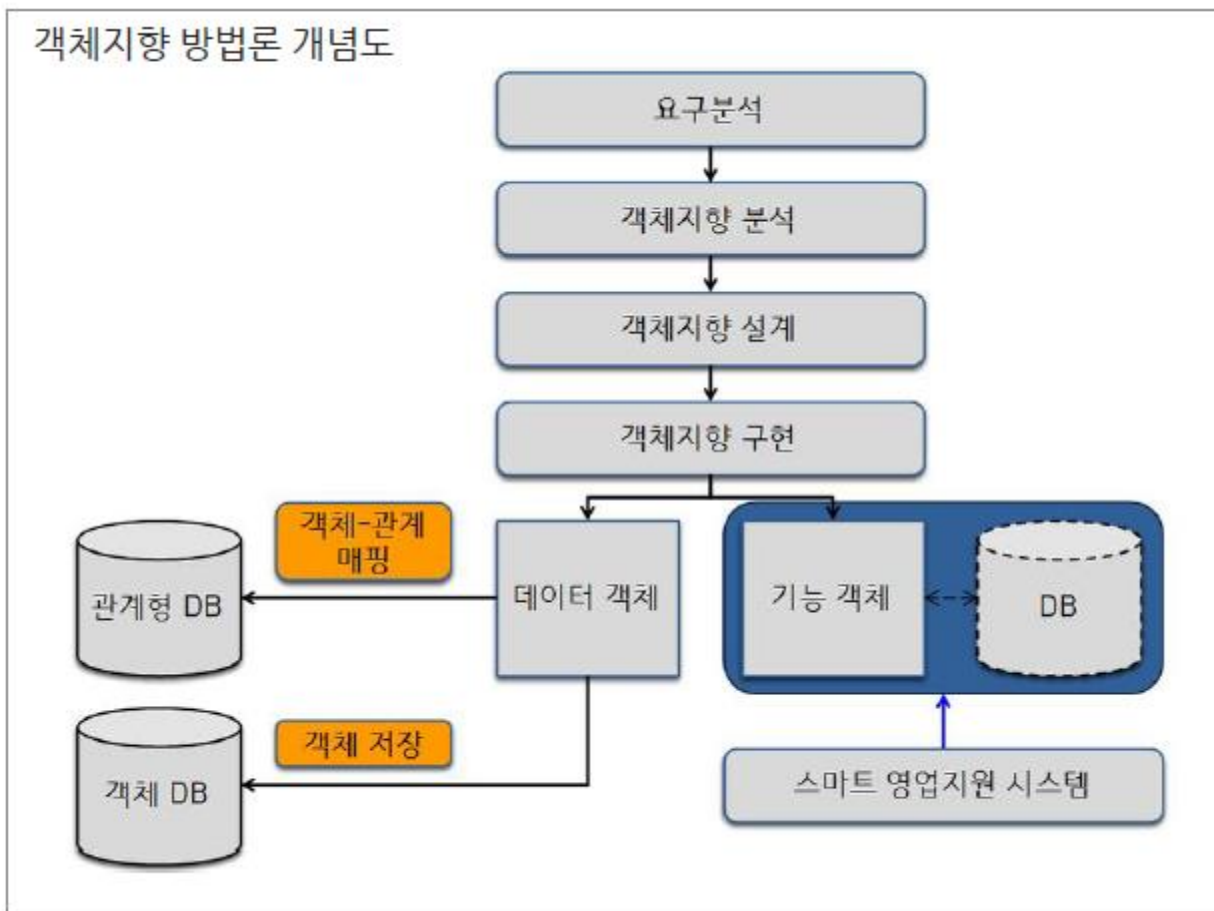 객체지향 방법론 개념도
요구분석
객체지향 분석
객체지향 설계
객체지향 구현
객체-관계
매핑
관계형 DB
데이터 객체
기능 객체
DB
객체 저장
객체 DB
스마트 영업지원 시스템